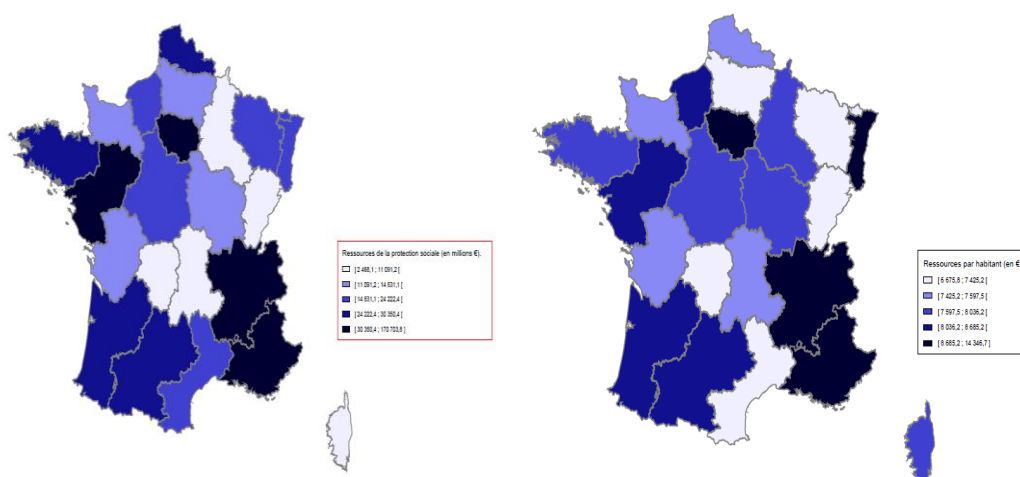 Ressources de la protection sociale (en millions €).
[ 2 468,1 ; 11 091,2 [
[ 11 091,2 ; 14 531,1 [
[ 14 531,1 ; 24 222,4 [
[ 24 222,4 ; 30 350,4 [
[ 30 350,4 ; 170 703,6 ]
Ressources par habitant (en €
[ 6 675,8 ; 7 425,2 [
[ 7 425,2 ; 7 597,5 [
[ 7 597,5 ; 8 036,2 [
[ 8 036,2 ; 8 685,2 [
[ 8 685,2 ; 14 346,7 ]